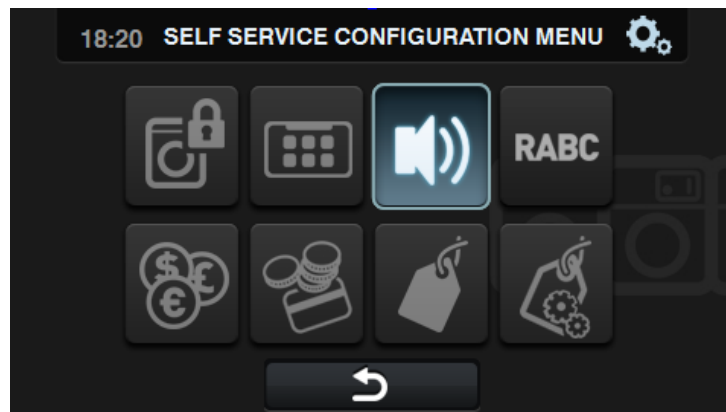 18:20 SELF SERVICE CONFIGURATION MENU
RABC
$ £ €